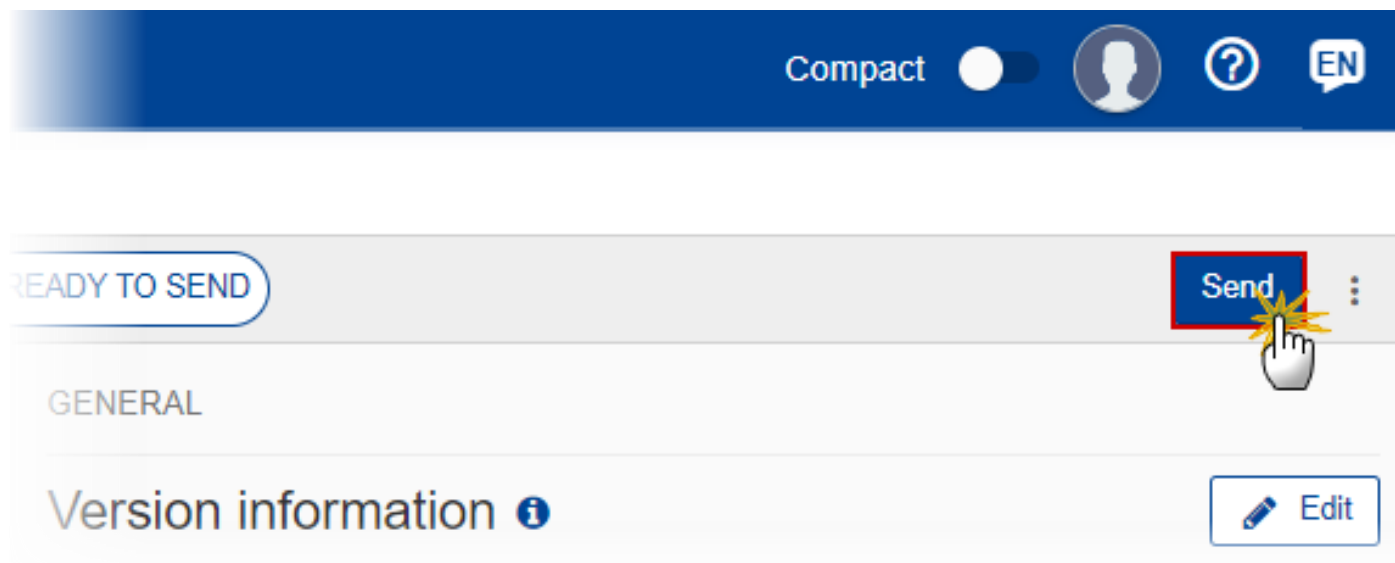 Compact
EN
READY TO SEND
Send
GENERAL
Version information
Edit